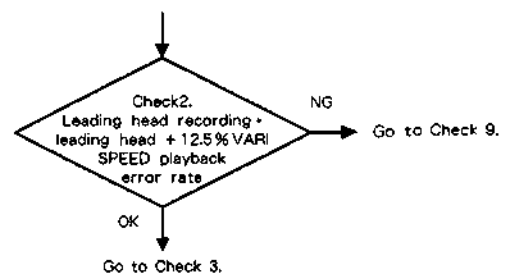 Check2.
Leading head recording •
leading head + 12.5% VARI
SPEED playback
error rate
NG
Go to Check 9.
OK
Go to Check 3.